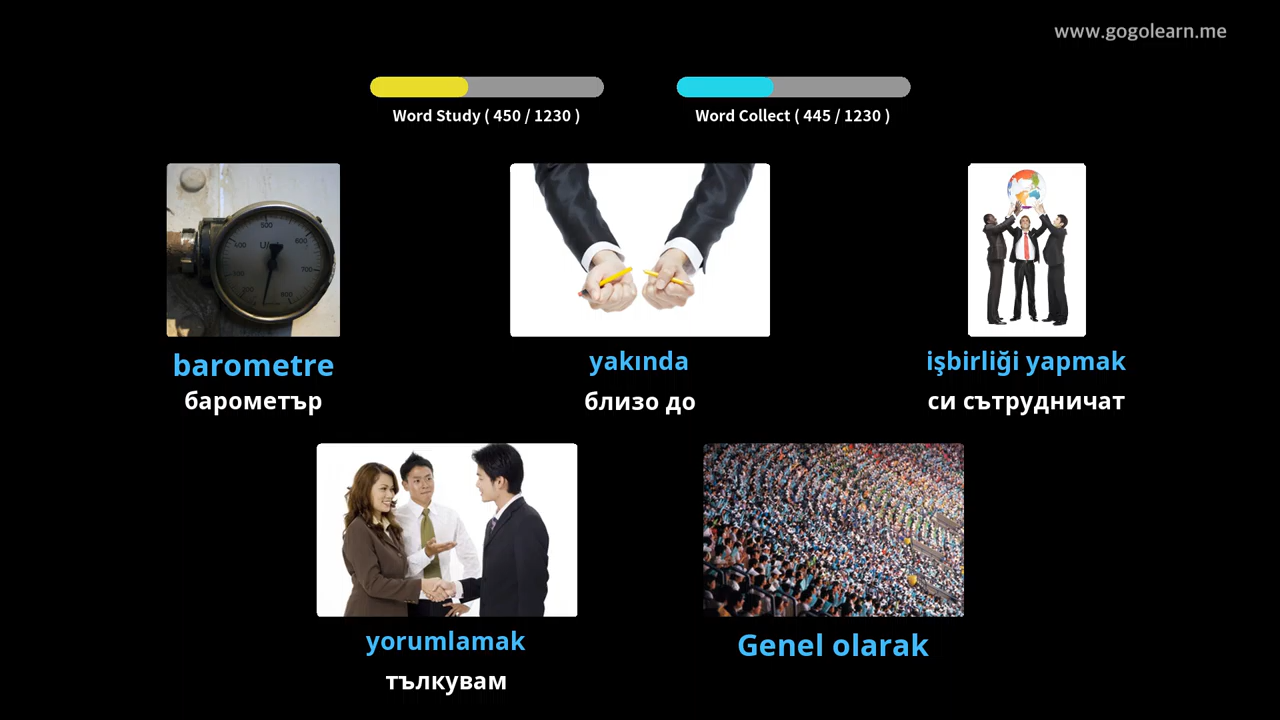 www.gogolearn.me
Word Study ( 450 / 1230 )
Word Collect ( 445 / 1230 )
barometre
барометър
yakında
близо до
işbirliği yapmak
си сътрудничат
yorumlamak
тълкувам
Genel olarak